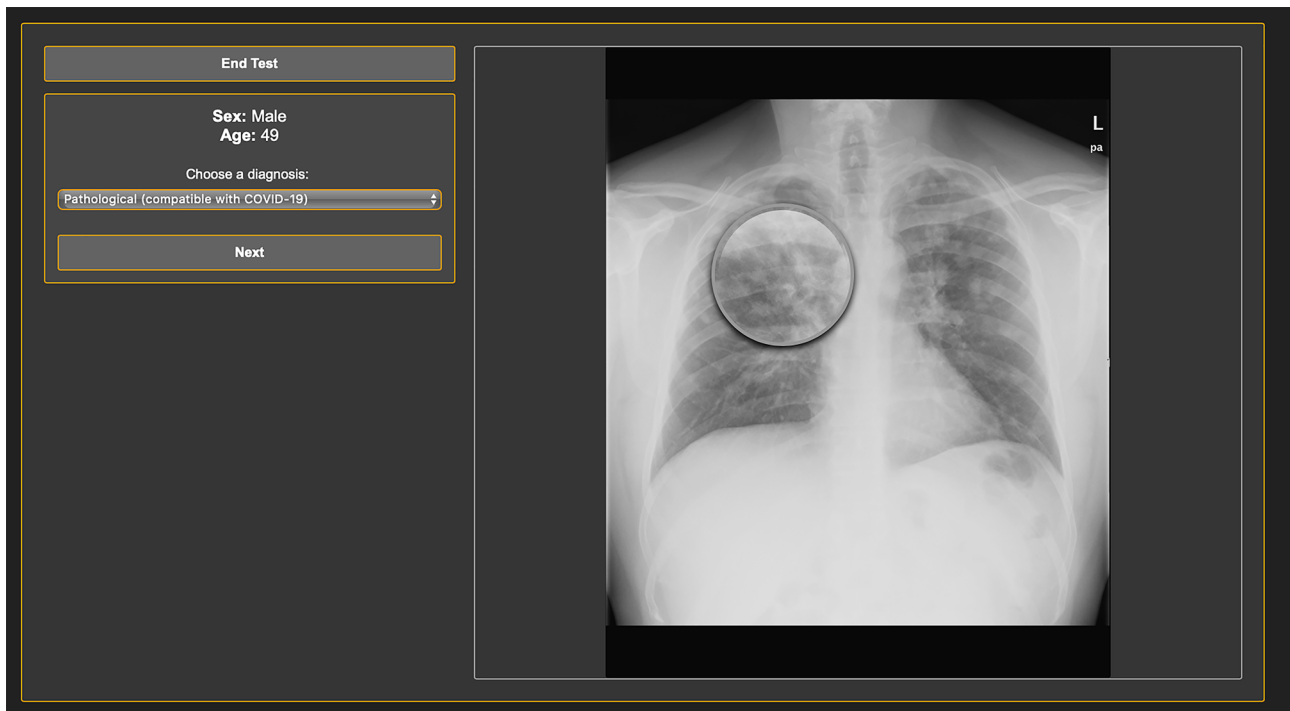 End Test
Sex: Male
Age: 49
Choose a diagnosis:
Pathological (compatible with COVID-19)
Next
L
pa